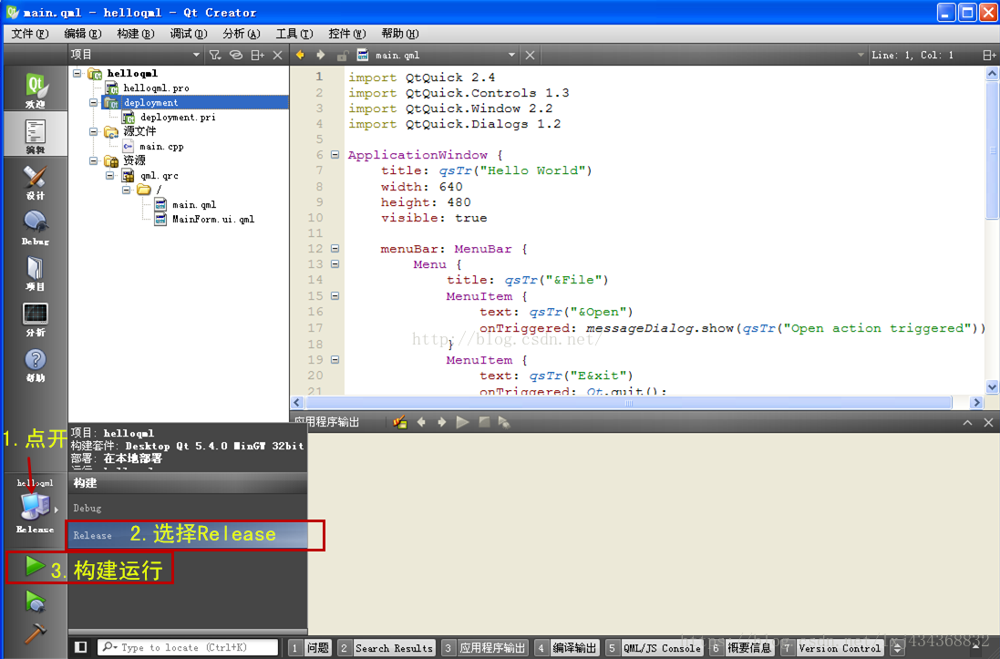 main.qml - helloqml - Qt Creator
文件(F) 编辑(E) 构建(B) 调试(D) 分析(A) 工具(T) 控件(W) 帮助(H)
项目 main.qml Line: 1, Col: 1
欢迎
编辑
设计
Debug
项目
分析
帮助
helloqml
helloqml.pro
deployment
deployment.pri
源文件
main.cpp
资源
qml.qrc
/
main.qml
MainForm.ui.qml
1 import QtQuick 2.4
2 import QtQuick.Controls 1.3
3 import QtQuick.Window 2.2
4 import QtQuick.Dialogs 1.2
5
6 ApplicationWindow {
7 title: qsTr("Hello World")
8 width: 640
9 height: 480
10 visible: true
11
12 menuBar: MenuBar {
13 Menu {
14 title: qsTr("&File")
15 MenuItem {
16 text: qsTr("&Open")
17 onTriggered: messageDialog.show(qsTr("Open action triggered"))
18 }
19 MenuItem {
20 text: qsTr("E&xit")
21 onTriggered: Qt.quit();
http://blog.csdn.net/
应用程序输出
1.点开
项目: helloqml
构建套件: Desktop Qt 5.4.0 MinGW 32bit
部署: 在本地部署
helloqml
Release
构建
Debug
Release 2.选择Release
3.构建运行
Type to locate (Ctrl+K) 1 问题 2 Search Results 3 应用程序输出 4 编译输出 5 QML/JS Console 6 概要信息 7 Version Control